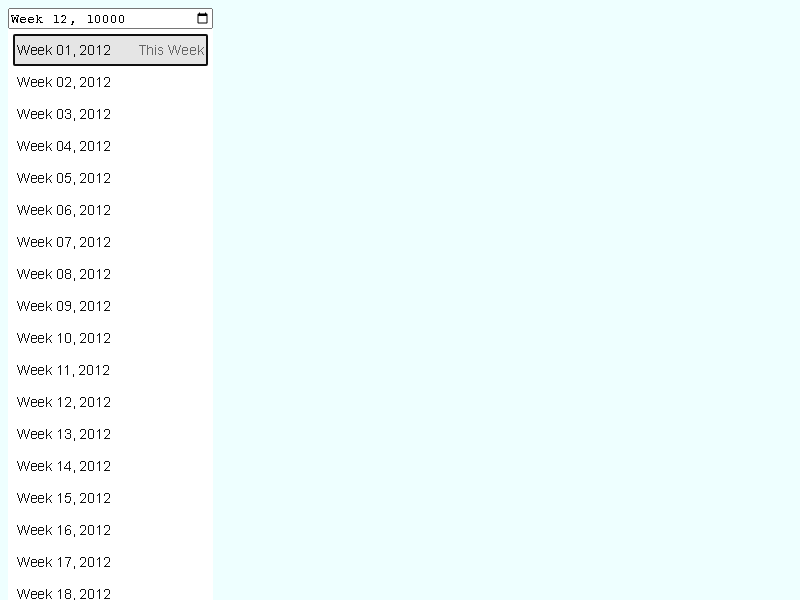 Week 12, 10000
Week 01, 2012 This Week
Week 02, 2012
Week 03, 2012
Week 04, 2012
Week 05, 2012
Week 06, 2012
Week 07, 2012
Week 08, 2012
Week 09, 2012
Week 10, 2012
Week 11, 2012
Week 12, 2012
Week 13, 2012
Week 14, 2012
Week 15, 2012
Week 16, 2012
Week 17, 2012
Week 18, 2012